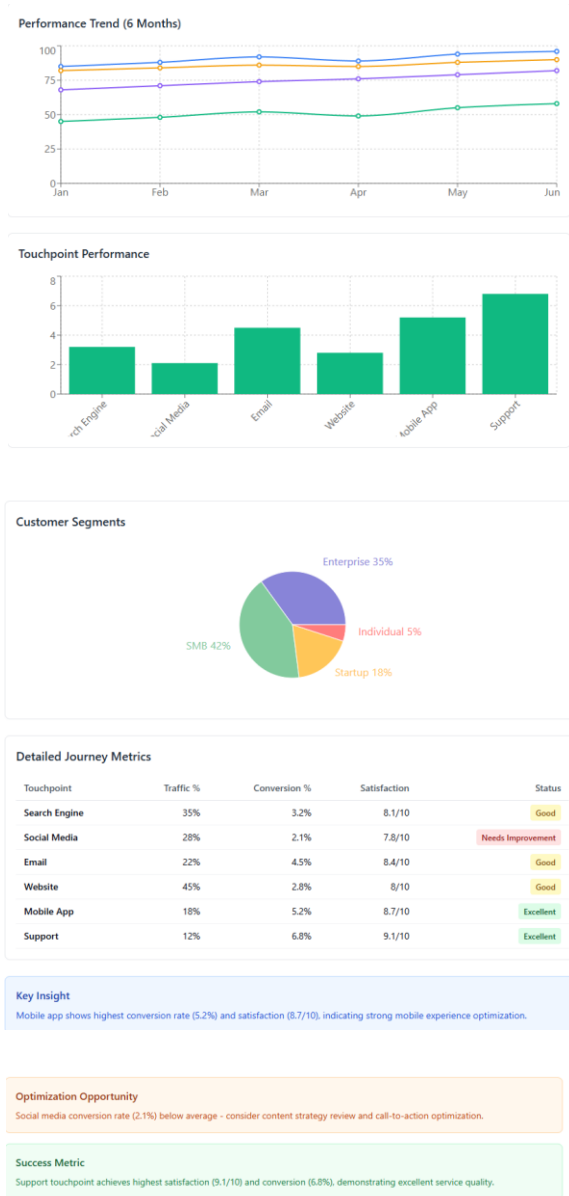 Performance Trend (6 Months)
100
75
50
25
0
Jan Feb Mar Apr May Jun
Touchpoint Performance
8
6
4
2
0
rch Engine cial Media Email Website Mobile App Support
Customer Segments
Enterprise 35%
Individual 5%
SMB 42%
Startup 18%
Detailed Journey Metrics
Touchpoint Traffic % Conversion % Satisfaction Status
Search Engine 35% 3.2% 8.1/10 Good
Social Media 28% 2.1% 7.8/10 Needs Improvement
Email 22% 4.5% 8.4/10 Good
Website 45% 2.8% 8/10 Good
Mobile App 18% 5.2% 8.7/10 Excellent
Support 12% 6.8% 9.1/10 Excellent
Key Insight
Mobile app shows highest conversion rate (5.2%) and satisfaction (8.7/10), indicating strong mobile experience optimization.
Optimization Opportunity
Social media conversion rate (2.1%) below average - consider content strategy review and call-to-action optimization.
Success Metric
Support touchpoint achieves highest satisfaction (9.1/10) and conversion (6.8%), demonstrating excellent service quality.